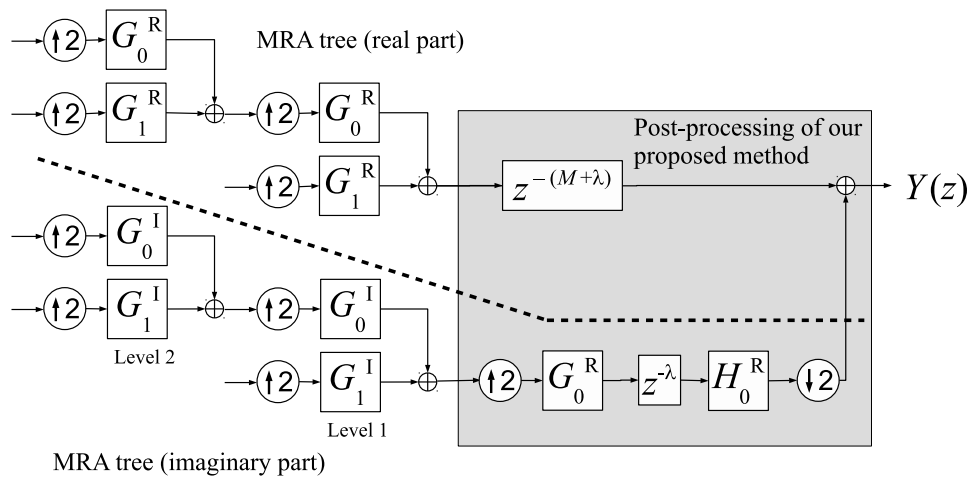 ↑2 G₀ᴿ
MRA tree (real part)
↑2 G₁ᴿ ↑2 G₀ᴿ
Post-processing of our
proposed method
↑2 G₁ᴿ z^{-(M+λ)} Y(z)
↑2 G₀ᴵ
↑2 G₁ᴵ ↑2 G₀ᴵ
Level 2
↑2 G₁ᴵ ↑2 G₀ᴿ z^{-λ} H₀ᴿ ↓2
Level 1
MRA tree (imaginary part)